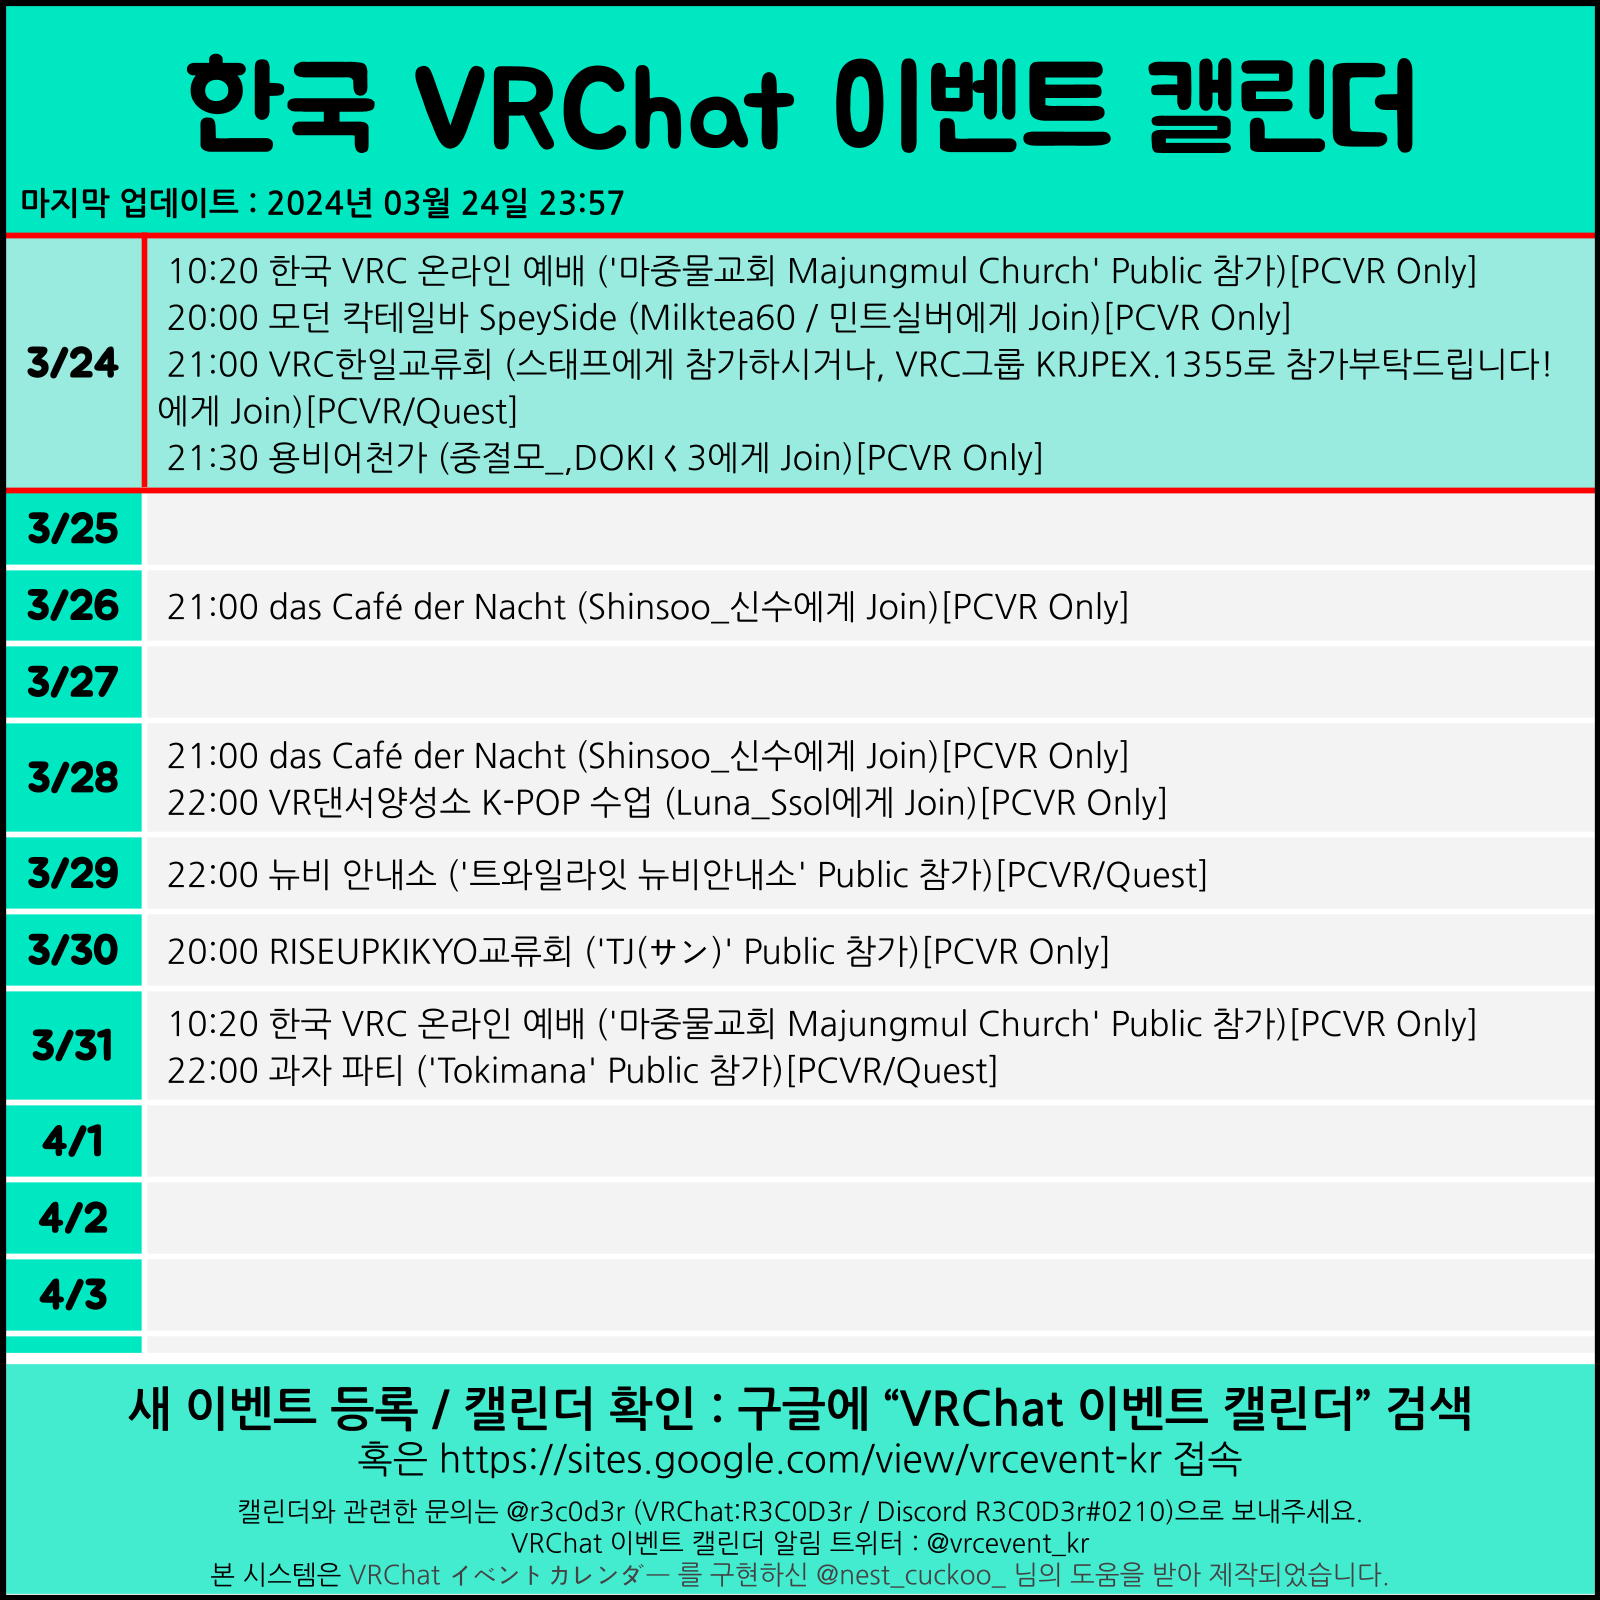 한국 VRChat 이벤트 캘린더
마지막 업데이트 : 2024년 03월 24일 23:57
3/24
10:20 한국 VRC 온라인 예배 ('마중물교회 Majungmul Church' Public 참가)[PCVR Only]
20:00 모던 칵테일바 SpeySide (Milktea60 / 민트실버에게 Join)[PCVR Only]
21:00 VRC한일교류회 (스태프에게 참가하시거나, VRC그룹 KRJPEX.1355로 참가부탁드립니다!
에게 Join)[PCVR/Quest]
21:30 용비어천가 (중절모_,DOKIく3에게 Join)[PCVR Only]
3/25
3/26
21:00 das Café der Nacht (Shinsoo_신수에게 Join)[PCVR Only]
3/27
3/28
21:00 das Café der Nacht (Shinsoo_신수에게 Join)[PCVR Only]
22:00 VR댄서양성소 K-POP 수업 (Luna_Ssol에게 Join)[PCVR Only]
3/29
22:00 뉴비 안내소 ('트와일라잇 뉴비안내소' Public 참가)[PCVR/Quest]
3/30
20:00 RISEUPKIKYO교류회 ('TJ(サン)' Public 참가)[PCVR Only]
3/31
10:20 한국 VRC 온라인 예배 ('마중물교회 Majungmul Church' Public 참가)[PCVR Only]
22:00 과자 파티 ('Tokimana' Public 참가)[PCVR/Quest]
4/1
4/2
4/3
새 이벤트 등록 / 캘린더 확인 : 구글에 “VRChat 이벤트 캘린더” 검색
혹은 https://sites.google.com/view/vrcevent-kr 접속
캘린더와 관련한 문의는 @r3c0d3r (VRChat:R3C0D3r / Discord R3C0D3r#0210)으로 보내주세요.
VRChat 이벤트 캘린더 알림 트위터 : @vrcevent_kr
본 시스템은 VRChat イベントカレンダー 를 구현하신 @nest_cuckoo_ 님의 도움을 받아 제작되었습니다.